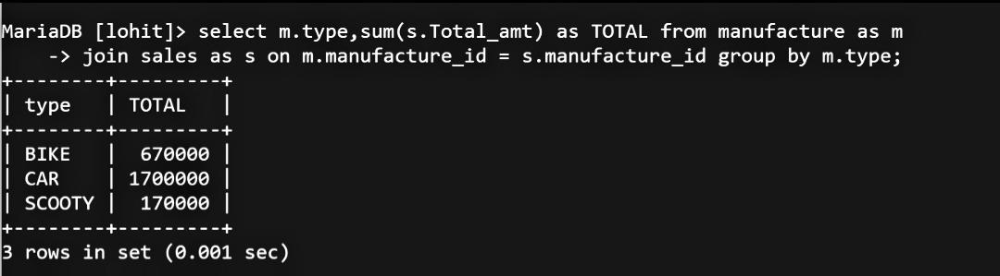 MariaDB [lohit]> select m.type,sum(s.Total_amt) as TOTAL from manufacture as m
    -> join sales as s on m.manufacture_id = s.manufacture_id group by m.type;
+--------+---------+
| type   | TOTAL   |
+--------+---------+
| BIKE   |  670000 |
| CAR    | 1700000 |
| SCOOTY |  170000 |
+--------+---------+
3 rows in set (0.001 sec)